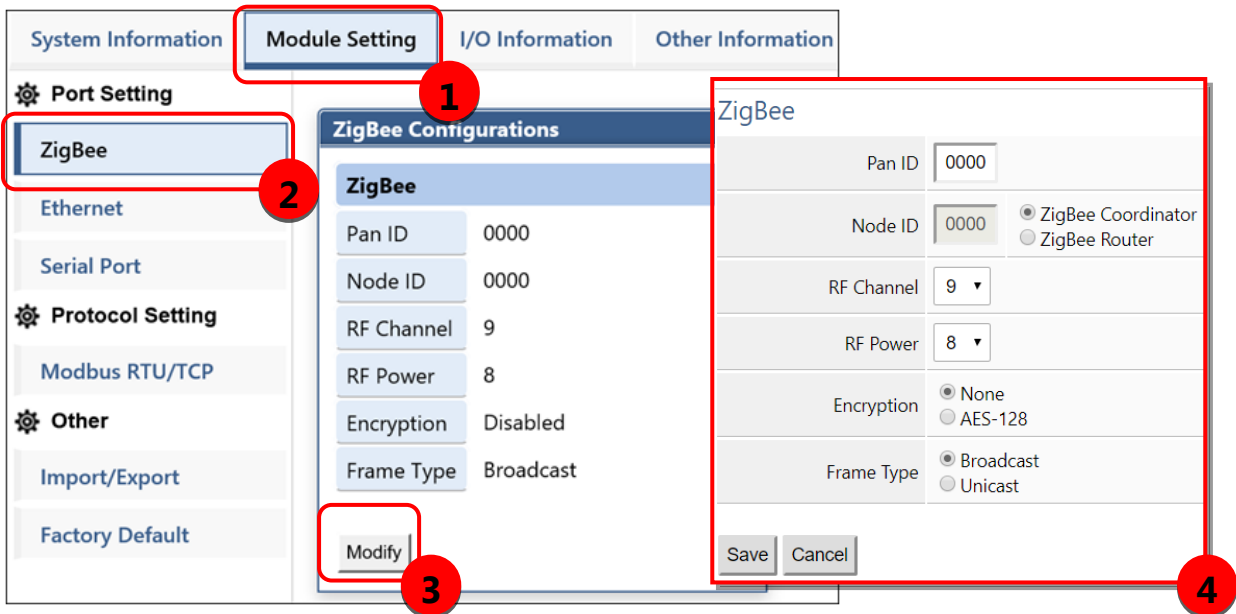 System Information Module Setting I/O Information Other Information
1
Port Setting
ZigBee
2
Ethernet
Serial Port
Protocol Setting
Modbus RTU/TCP
Other
Import/Export
Factory Default
ZigBee Configurations
ZigBee
Pan ID 0000
Node ID 0000
RF Channel 9
RF Power 8
Encryption Disabled
Frame Type Broadcast
Modify
3
ZigBee
Pan ID 0000
Node ID 0000 ZigBee Coordinator
ZigBee Router
RF Channel 9
RF Power 8
Encryption None
AES-128
Frame Type Broadcast
Unicast
Save Cancel
4